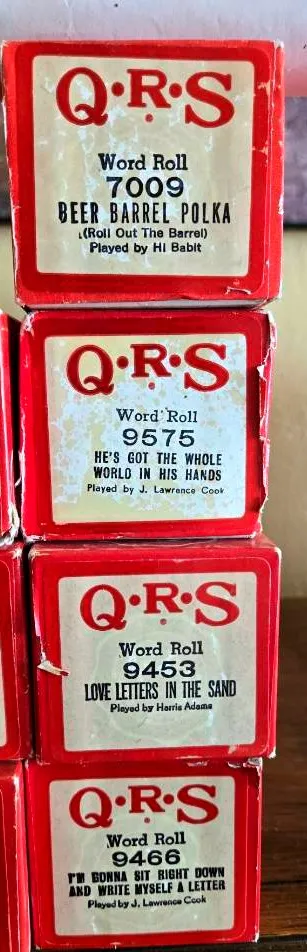 Q·R·S
Word Roll
7009
BEER BARREL POLKA
(Roll Out The Barrel)
Played by Hi Babit
Q·R·S
Word Roll
9575
HE'S GOT THE WHOLE
WORLD IN HIS HANDS
Played by J. Lawrence Cook
Q·R·S
Word Roll
9453
LOVE LETTERS IN THE SAND
Played by Harris Adams
Q·R·S
Word Roll
9466
I'M GONNA SIT RIGHT DOWN
AND WRITE MYSELF A LETTER
Played by J. Lawrence Cook